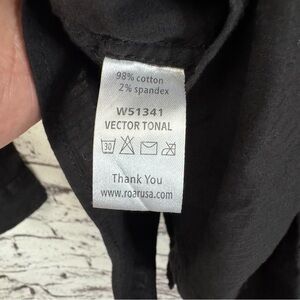 98% cotton
2% spandex
W51341
VECTOR TONAL
30
Thank You
www.roarusa.com